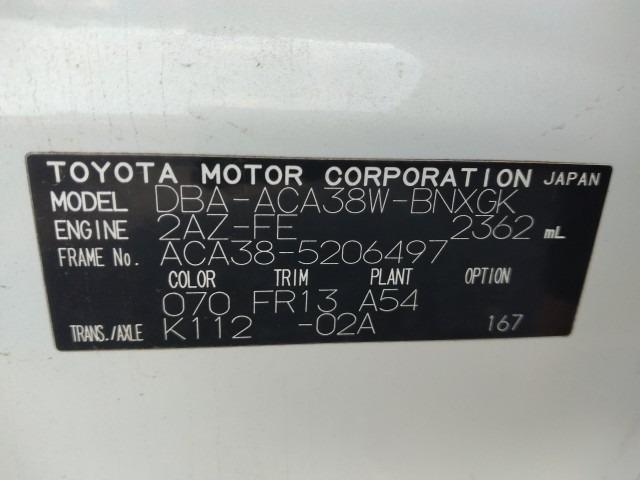 TOYOTA MOTOR CORPORATION JAPAN
MODEL DBA-ACA38W-BNXGK
ENGINE 2AZ-FE 2362 mL
FRAME No. ACA38-5206497
COLOR TRIM PLANT OPTION
070 FR13 A54
TRANS./AXLE K112 -02A 167